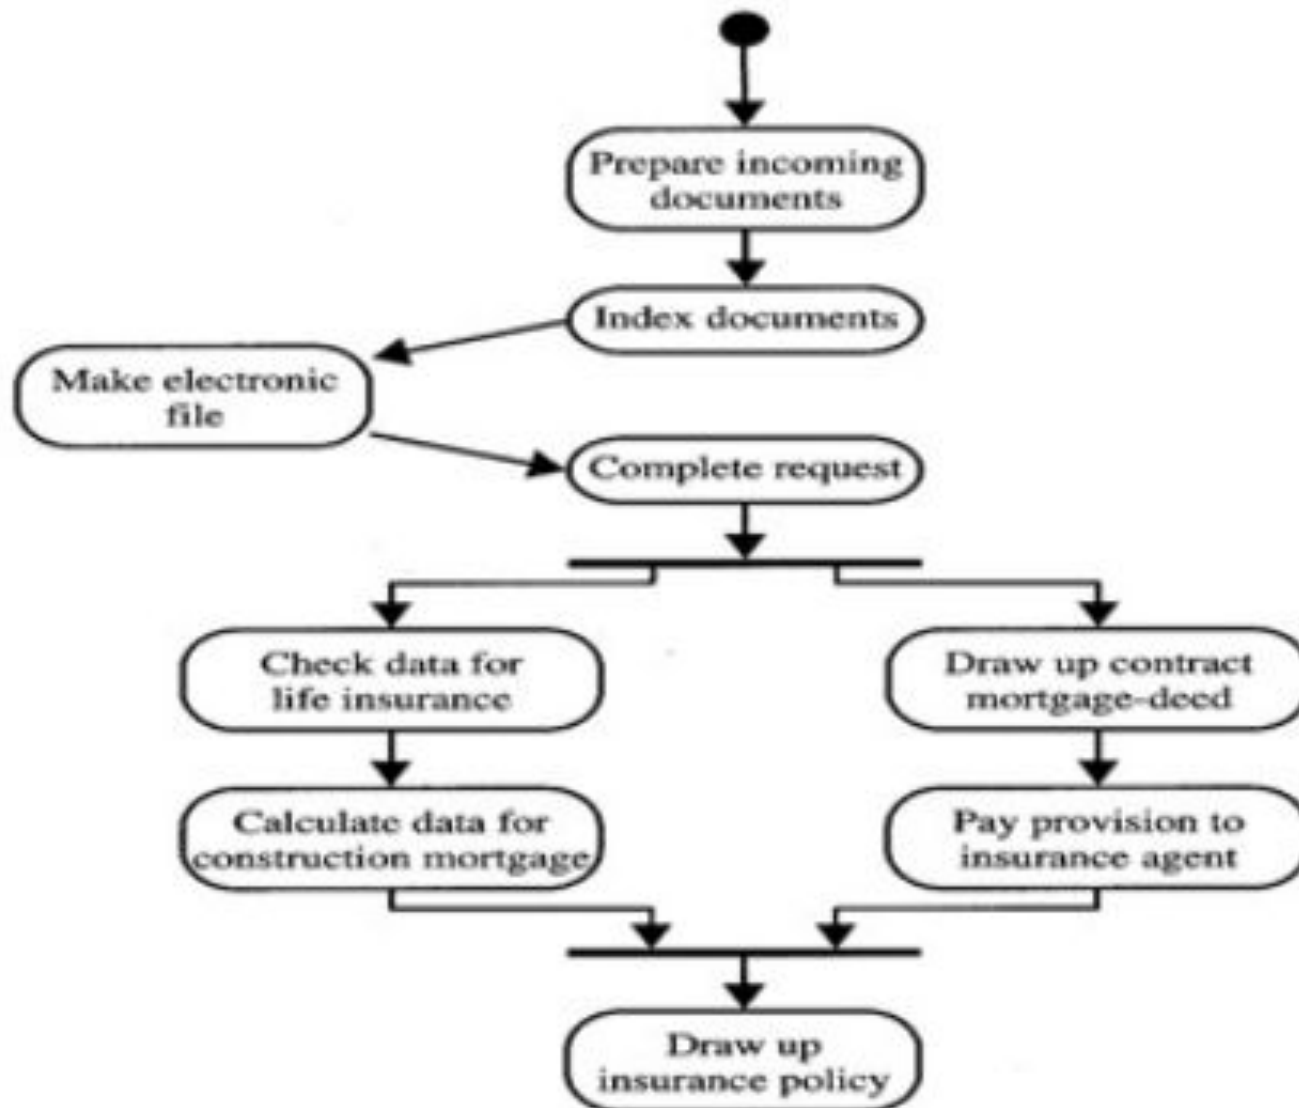 Prepare incoming
documents
Index documents
Make electronic
file
Complete request
Check data for
life insurance
Draw up contract
mortgage-deed
Calculate data for
construction mortgage
Pay provision to
insurance agent
Draw up
insurance policy